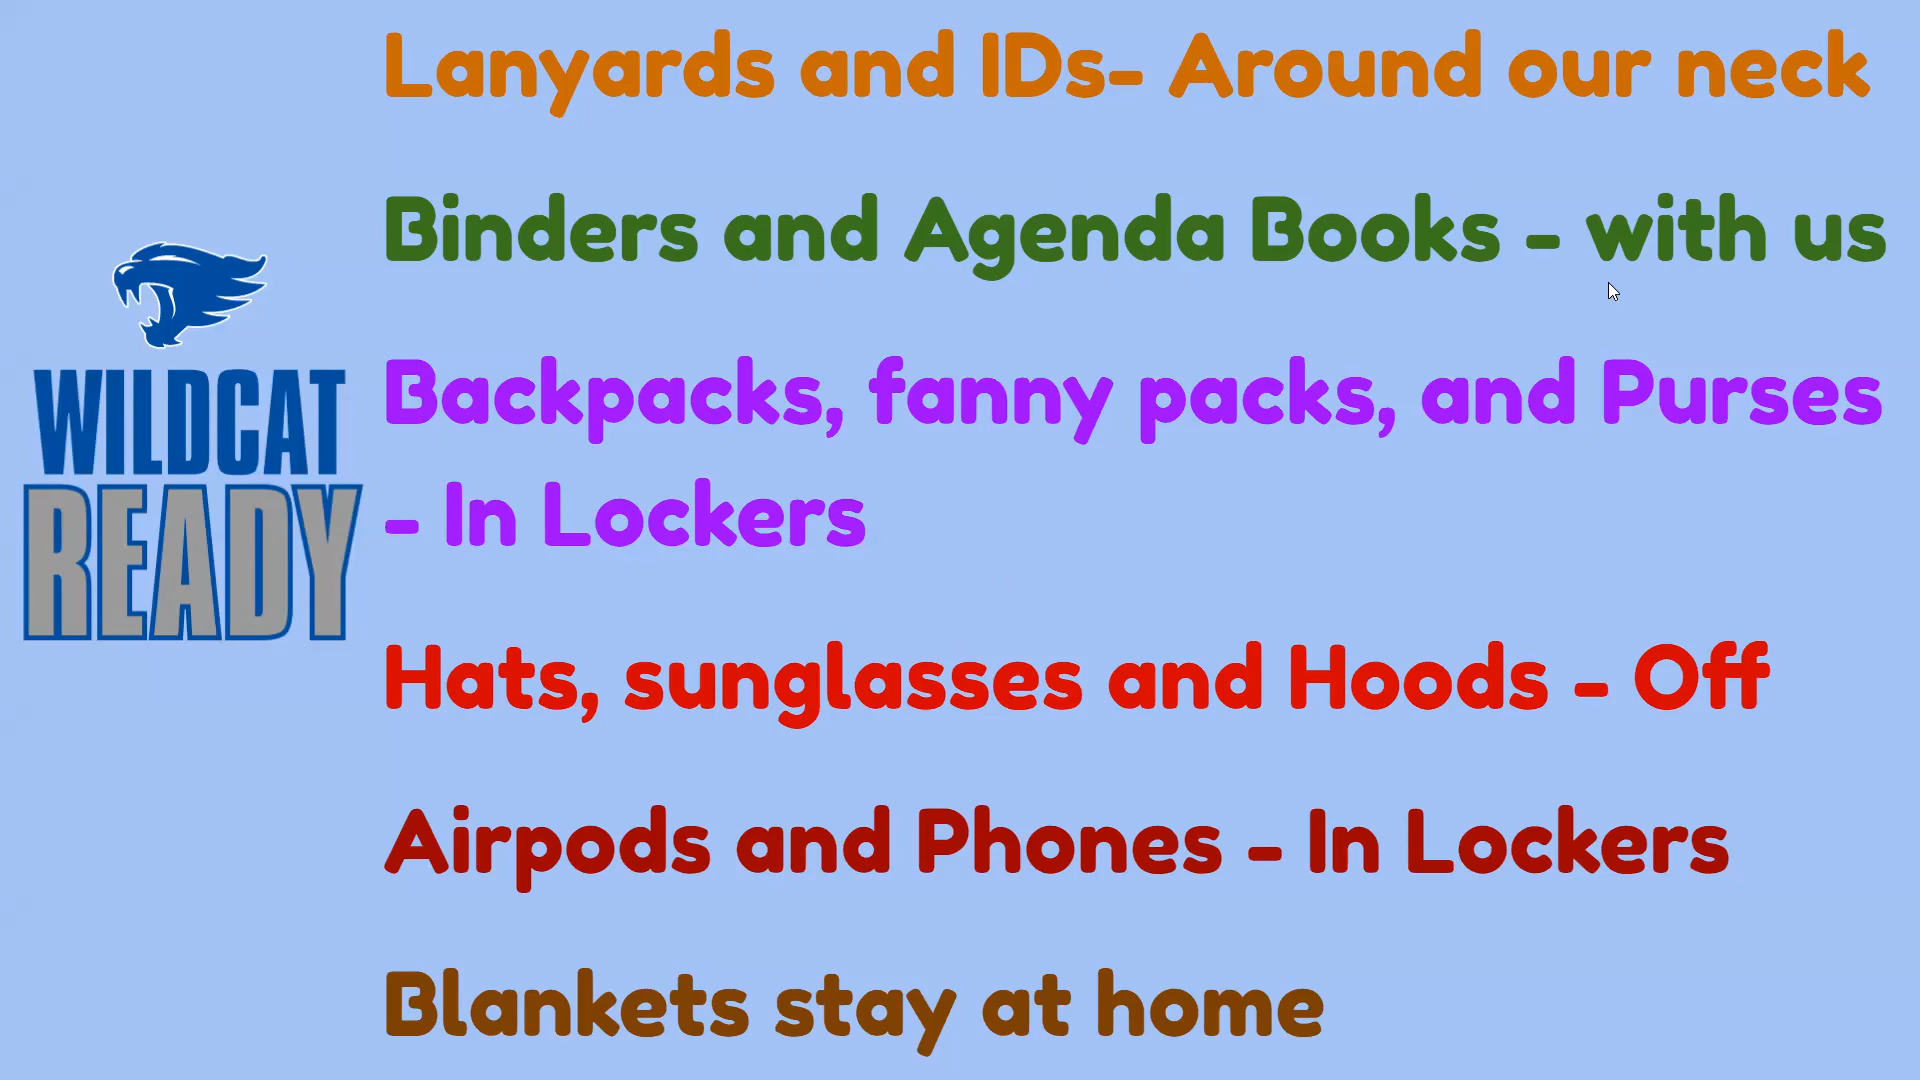 Lanyards and IDs- Around our neck
Binders and Agenda Books - with us
WILDCAT
READY
Backpacks, fanny packs, and Purses
- In Lockers
Hats, sunglasses and Hoods - Off
Airpods and Phones - In Lockers
Blankets stay at home